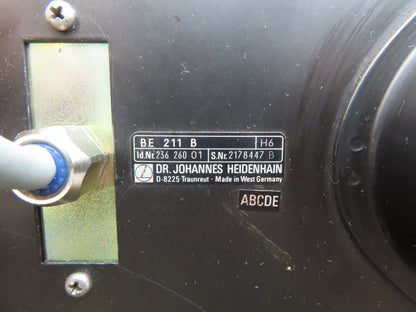 BE 211 B H6
Id.Nr. 236 260 01 S.Nr. 2178447 B
DR. JOHANNES HEIDENHAIN
D-8225 Traunreut · Made in West Germany
ABCDE